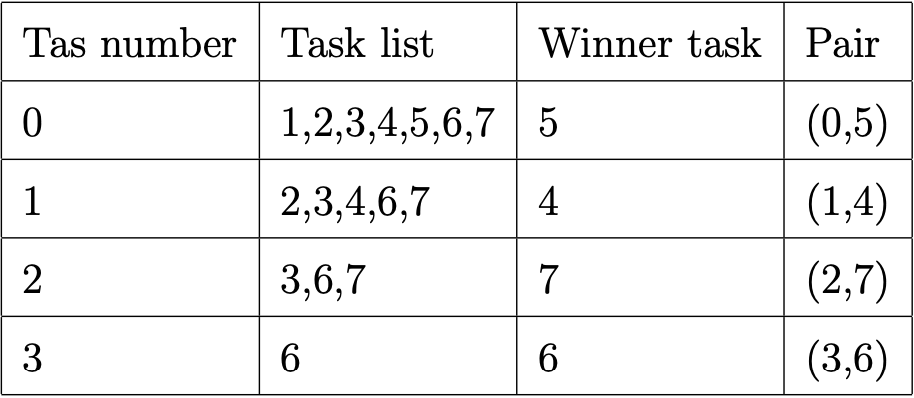 Tas number Task list Winner task Pair
0 1,2,3,4,5,6,7 5 (0,5)
1 2,3,4,6,7 4 (1,4)
2 3,6,7 7 (2,7)
3 6 6 (3,6)